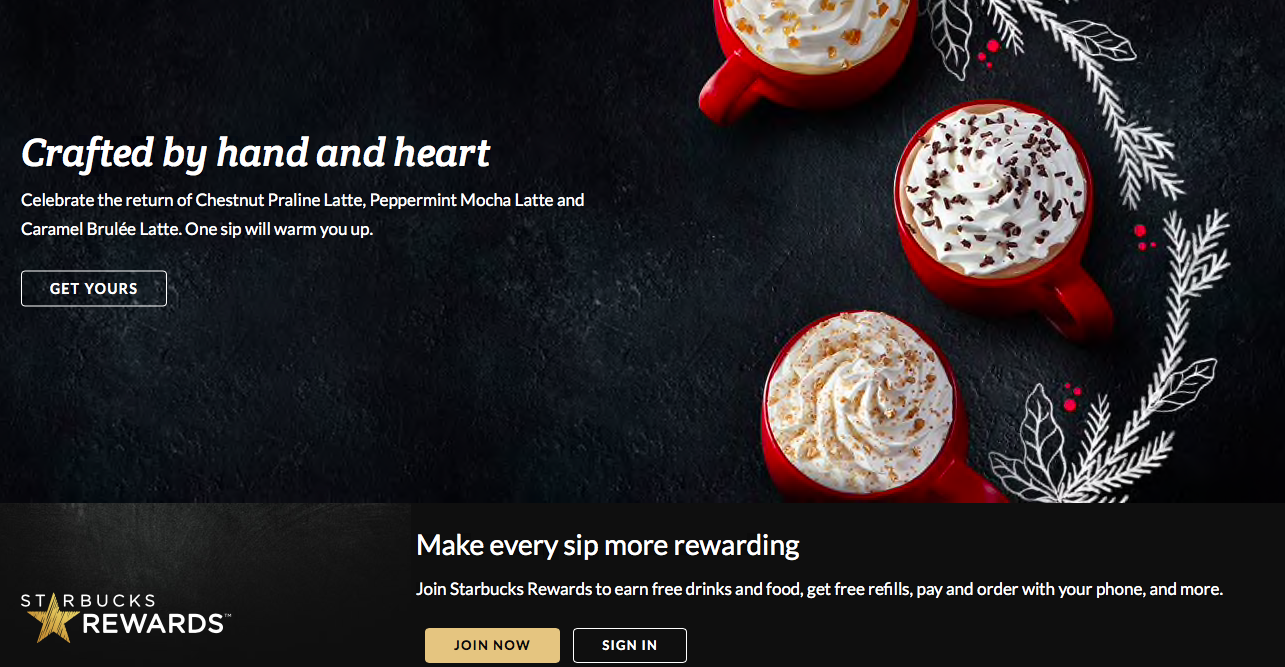 Crafted by hand and heart
Celebrate the return of Chestnut Praline Latte, Peppermint Mocha Latte and
Caramel Brulée Latte. One sip will warm you up.
GET YOURS
Make every sip more rewarding
Join Starbucks Rewards to earn free drinks and food, get free refills, pay and order with your phone, and more.
STARBUCKS
REWARDS™
JOIN NOW
SIGN IN